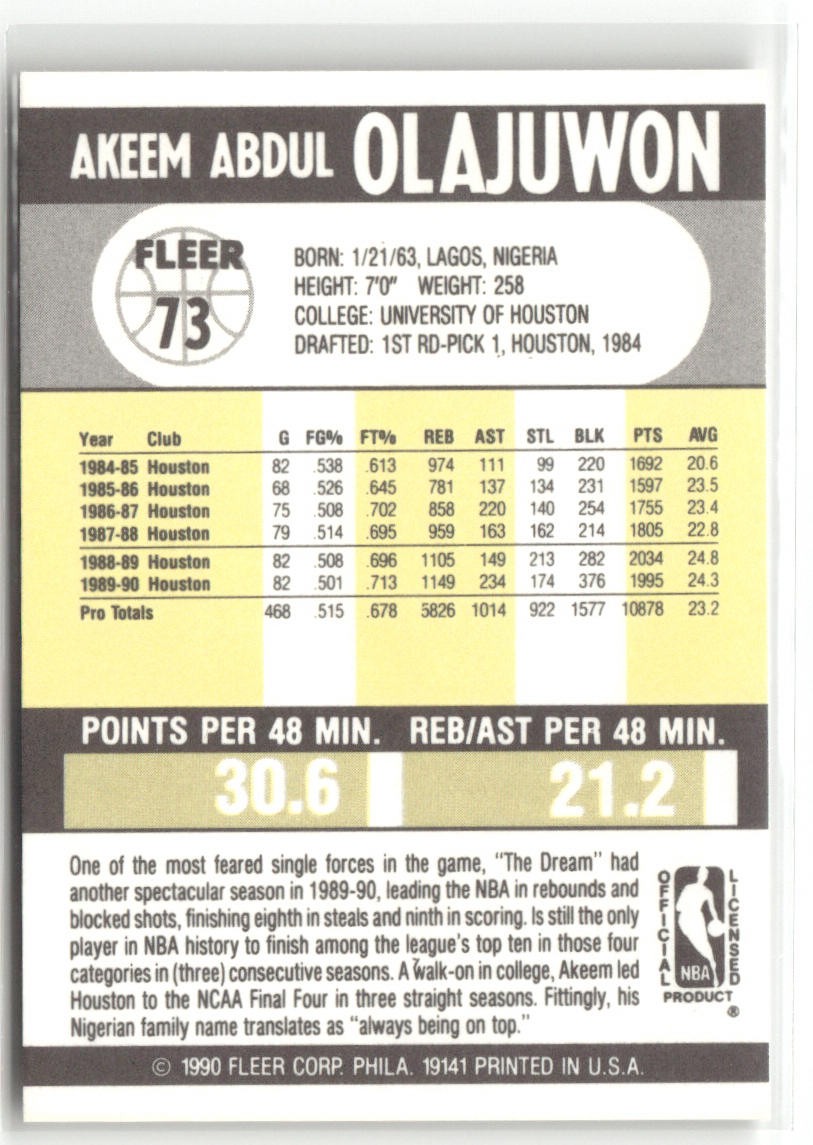 AKEEM ABDUL OLAJUWON
FLEER
73
BORN: 1/21/63, LAGOS, NIGERIA
HEIGHT: 7'0" WEIGHT: 258
COLLEGE: UNIVERSITY OF HOUSTON
DRAFTED: 1ST RD-PICK 1, HOUSTON, 1984
Year Club G FG% FT% REB AST STL BLK PTS AVG
1984-85 Houston 82 .538 .613 974 111 99 220 1692 20.6
1985-86 Houston 68 .526 .645 781 137 134 231 1597 23.5
1986-87 Houston 75 .508 .702 858 220 140 254 1755 23.4
1987-88 Houston 79 .514 .695 959 163 162 214 1805 22.8
1988-89 Houston 82 .508 .696 1105 149 213 282 2034 24.8
1989-90 Houston 82 .501 .713 1149 234 174 376 1995 24.3
Pro Totals 468 .515 .678 5826 1014 922 1577 10878 23.2
POINTS PER 48 MIN. REB/AST PER 48 MIN.
30.6 21.2
One of the most feared single forces in the game, "The Dream" had
another spectacular season in 1989-90, leading the NBA in rebounds and
blocked shots, finishing eighth in steals and ninth in scoring. Is still the only
player in NBA history to finish among the league's top ten in those four
categories in (three) consecutive seasons. A walk-on in college, Akeem led
Houston to the NCAA Final Four in three straight seasons. Fittingly, his
Nigerian family name translates as "always being on top."
OFFICIAL
LICENSED
NBA
PRODUCT
®
© 1990 FLEER CORP. PHILA. 19141 PRINTED IN U.S.A.